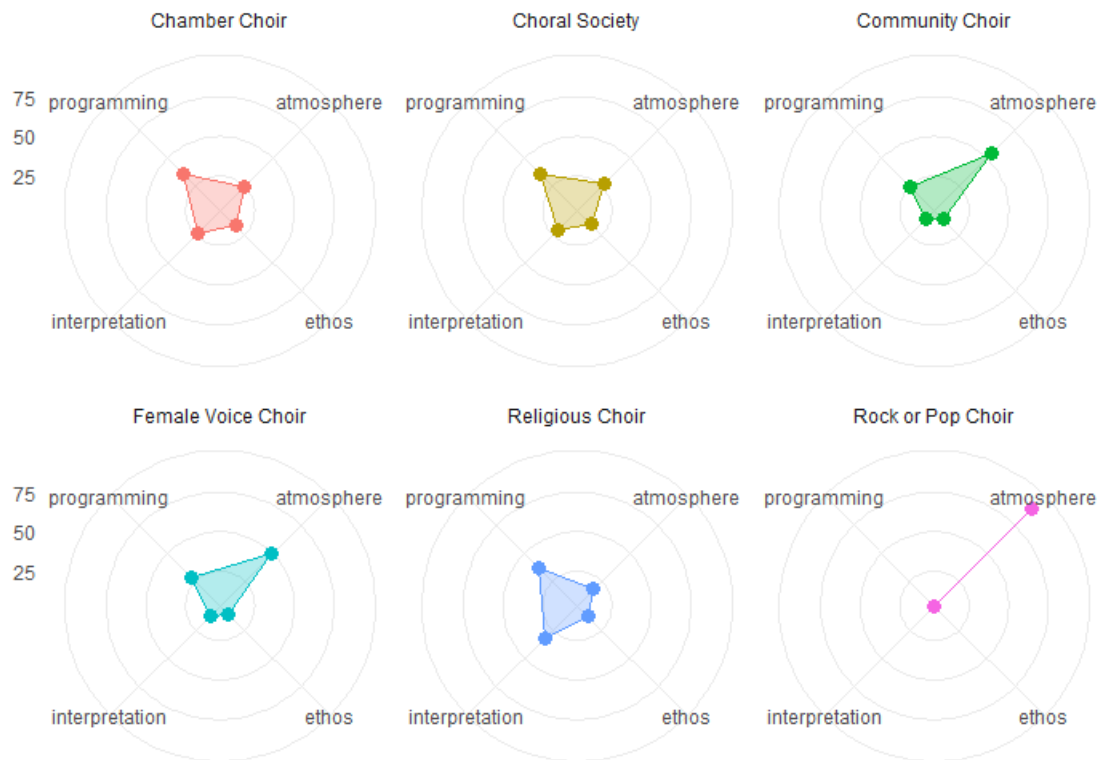 Chamber Choir
Choral Society
Community Choir
75
programming
atmosphere
programming
atmosphere
programming
atmosphere
50
25
interpretation
ethos
interpretation
ethos
interpretation
ethos
Female Voice Choir
Religious Choir
Rock or Pop Choir
75
programming
atmosphere
programming
atmosphere
programming
atmosphere
50
25
interpretation
ethos
interpretation
ethos
interpretation
ethos